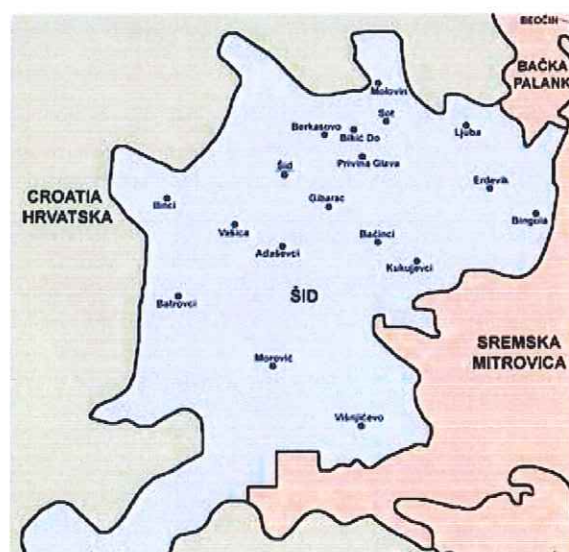 BEOČIN
BAČKA
PALANK
Molovin
Sot
Berkasovo
Bikić Do
Ljuba
Privina Glava
Šid
Erdevik
CROATIA
HRVATSKA
Ilinci
Gibarac
Bingula
Vašica
Bačinci
Adaševci
Kukujevci
ŠID
Batrovci
SREMSKA
MITROVICA
Morović
Višnjićevo